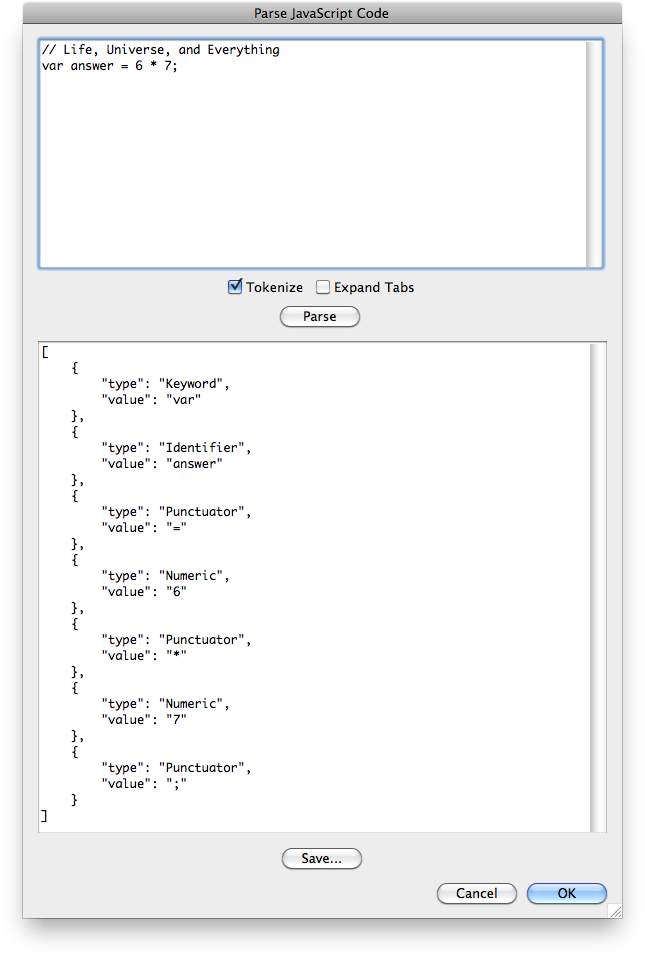 Parse JavaScript Code
// Life, Universe, and Everything
var answer = 6 * 7;
Tokenize Expand Tabs
Parse
[
    {
        "type": "Keyword",
        "value": "var"
    },
    {
        "type": "Identifier",
        "value": "answer"
    },
    {
        "type": "Punctuator",
        "value": "="
    },
    {
        "type": "Numeric",
        "value": "6"
    },
    {
        "type": "Punctuator",
        "value": "*"
    },
    {
        "type": "Numeric",
        "value": "7"
    },
    {
        "type": "Punctuator",
        "value": ";"
    }
]
Save...
Cancel OK